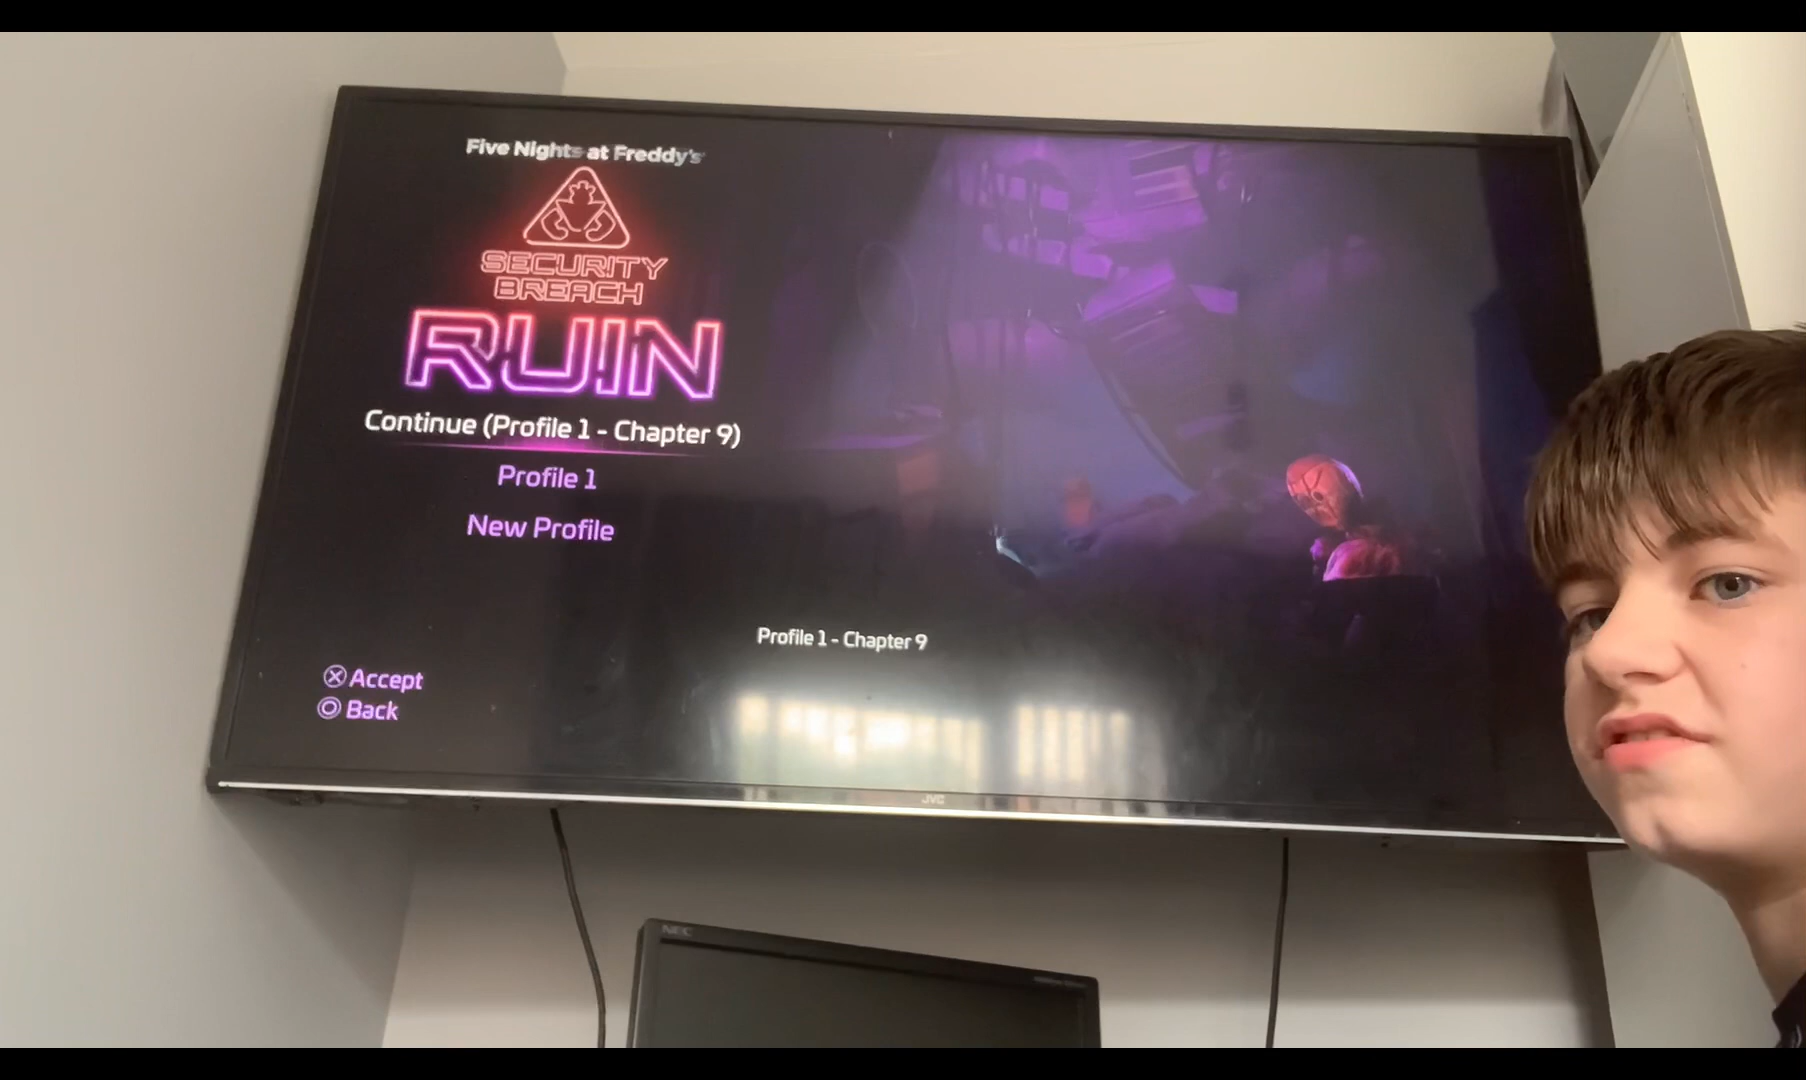 Five Nights at Freddy's
SECURITY
BREACH
RUIN
Continue (Profile 1 - Chapter 9)
Profile 1
New Profile
Profile 1 - Chapter 9
Accept
Back
JVC
NEC